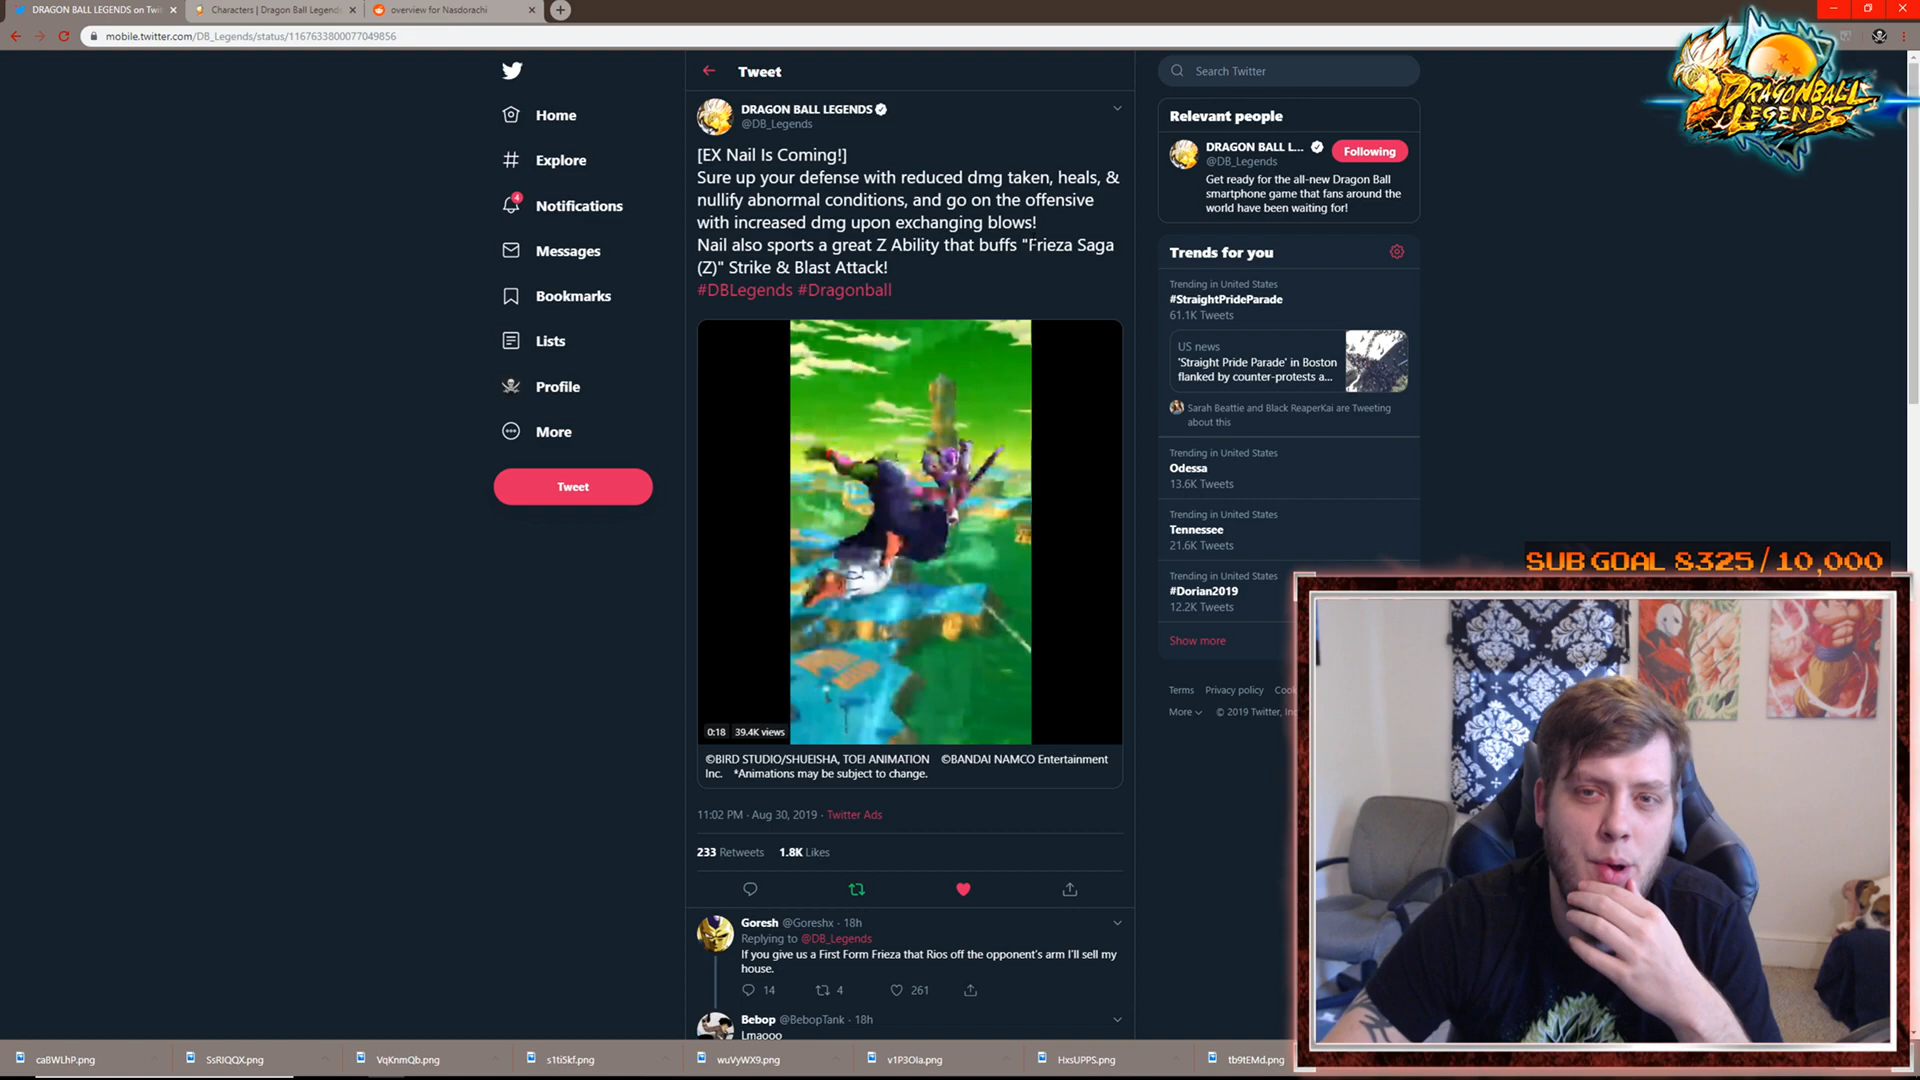 DRAGON BALL LEGENDS on Twi
Characters | Dragon Ball Legends
overview for Nasdorachi
mobile.twitter.com/DB_Legends/status/1167633800077049856
Home
Explore
4
Notifications
Messages
Bookmarks
Lists
Profile
More
Tweet
Tweet
DRAGON BALL LEGENDS
@DB_Legends
[EX Nail Is Coming!]
Sure up your defense with reduced dmg taken, heals, &
nullify abnormal conditions, and go on the offensive
with increased dmg upon exchanging blows!
Nail also sports a great Z Ability that buffs "Frieza Saga
(Z)" Strike & Blast Attack!
#DBLegends #Dragonball
0:18 39.4K views
©BIRD STUDIO/SHUEISHA, TOEI ANIMATION ©BANDAI NAMCO Entertainment
Inc. *Animations may be subject to change.
11:02 PM · Aug 30, 2019 · Twitter Ads
233 Retweets 1.8K Likes
Goresh @Goreshx · 18h
Replying to @DB_Legends
If you give us a First Form Frieza that Rios off the opponent's arm I'll sell my
house.
14 4 261
Bebop @BebopTank · 18h
Lmaooo
Search Twitter
Relevant people
DRAGON BALL L...
@DB_Legends
Following
Get ready for the all-new Dragon Ball
smartphone game that fans around the
world have been waiting for!
Trends for you
Trending in United States
#StraightPrideParade
61.1K Tweets
US news
'Straight Pride Parade' in Boston
flanked by counter-protests a...
Sarah Beattie and Black ReaperKai are Tweeting
about this
Trending in United States
Odessa
13.6K Tweets
Trending in United States
Tennessee
21.6K Tweets
Trending in United States
#Dorian2019
12.2K Tweets
Show more
Terms Privacy policy Cook
More © 2019 Twitter, Inc
DRAGONBALL
LEGENDS
SUB GOAL 8325/10,000
caBWLhP.png
SsRIQQX.png
VqKnmQb.png
s1ti5kf.png
wuVyWX9.png
v1P3OIa.png
HxsUPPS.png
tb9tEMd.png